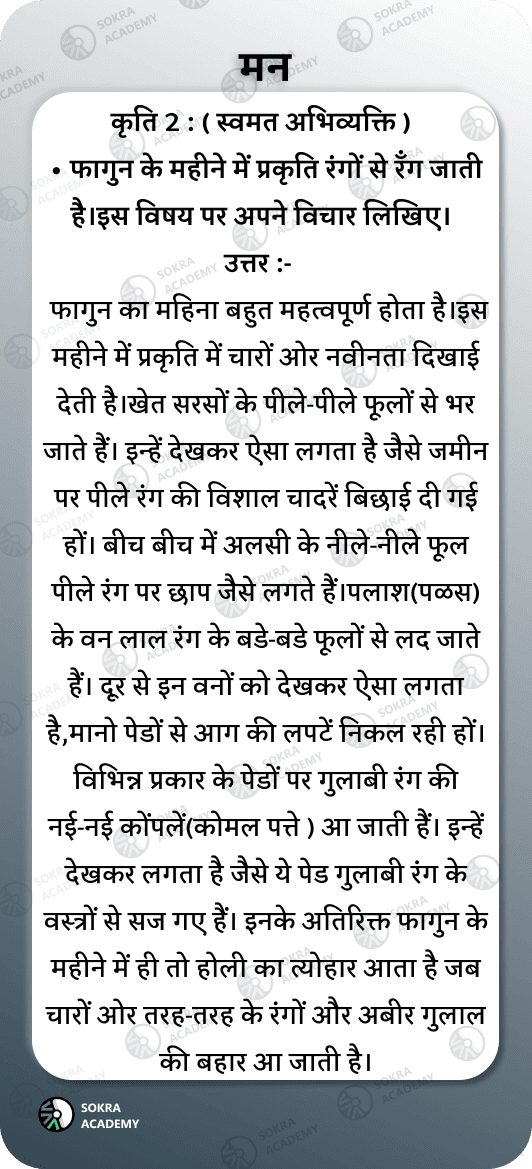 मन
कृति 2 : ( स्वमत अभिव्यक्ति )
• फागुन के महीने में प्रकृति रंगों से रँग जाती
है।इस विषय पर अपने विचार लिखिए।
उत्तर :-
फागुन का महिना बहुत महत्वपूर्ण होता है।इस
महीने में प्रकृति में चारों ओर नवीनता दिखाई
देती है।खेत सरसों के पीले-पीले फूलों से भर
जाते हैं। इन्हें देखकर ऐसा लगता है जैसे जमीन
पर पीले रंग की विशाल चादरें बिछाई दी गई
हों। बीच बीच में अलसी के नीले-नीले फूल
पीले रंग पर छाप जैसे लगते हैं।पलाश(पळस)
के वन लाल रंग के बडे-बडे फूलों से लद जाते
हैं। दूर से इन वनों को देखकर ऐसा लगता
है,मानो पेडों से आग की लपटें निकल रही हों।
विभिन्न प्रकार के पेडों पर गुलाबी रंग की
नई-नई कोंपलें(कोमल पत्ते ) आ जाती हैं। इन्हें
देखकर लगता है जैसे ये पेड गुलाबी रंग के
वस्त्रों से सज गए हैं। इनके अतिरिक्त फागुन के
महीने में ही तो होली का त्योहार आता है जब
चारों ओर तरह-तरह के रंगों और अबीर गुलाल
की बहार आ जाती है।
SOKRA
ACADEMY